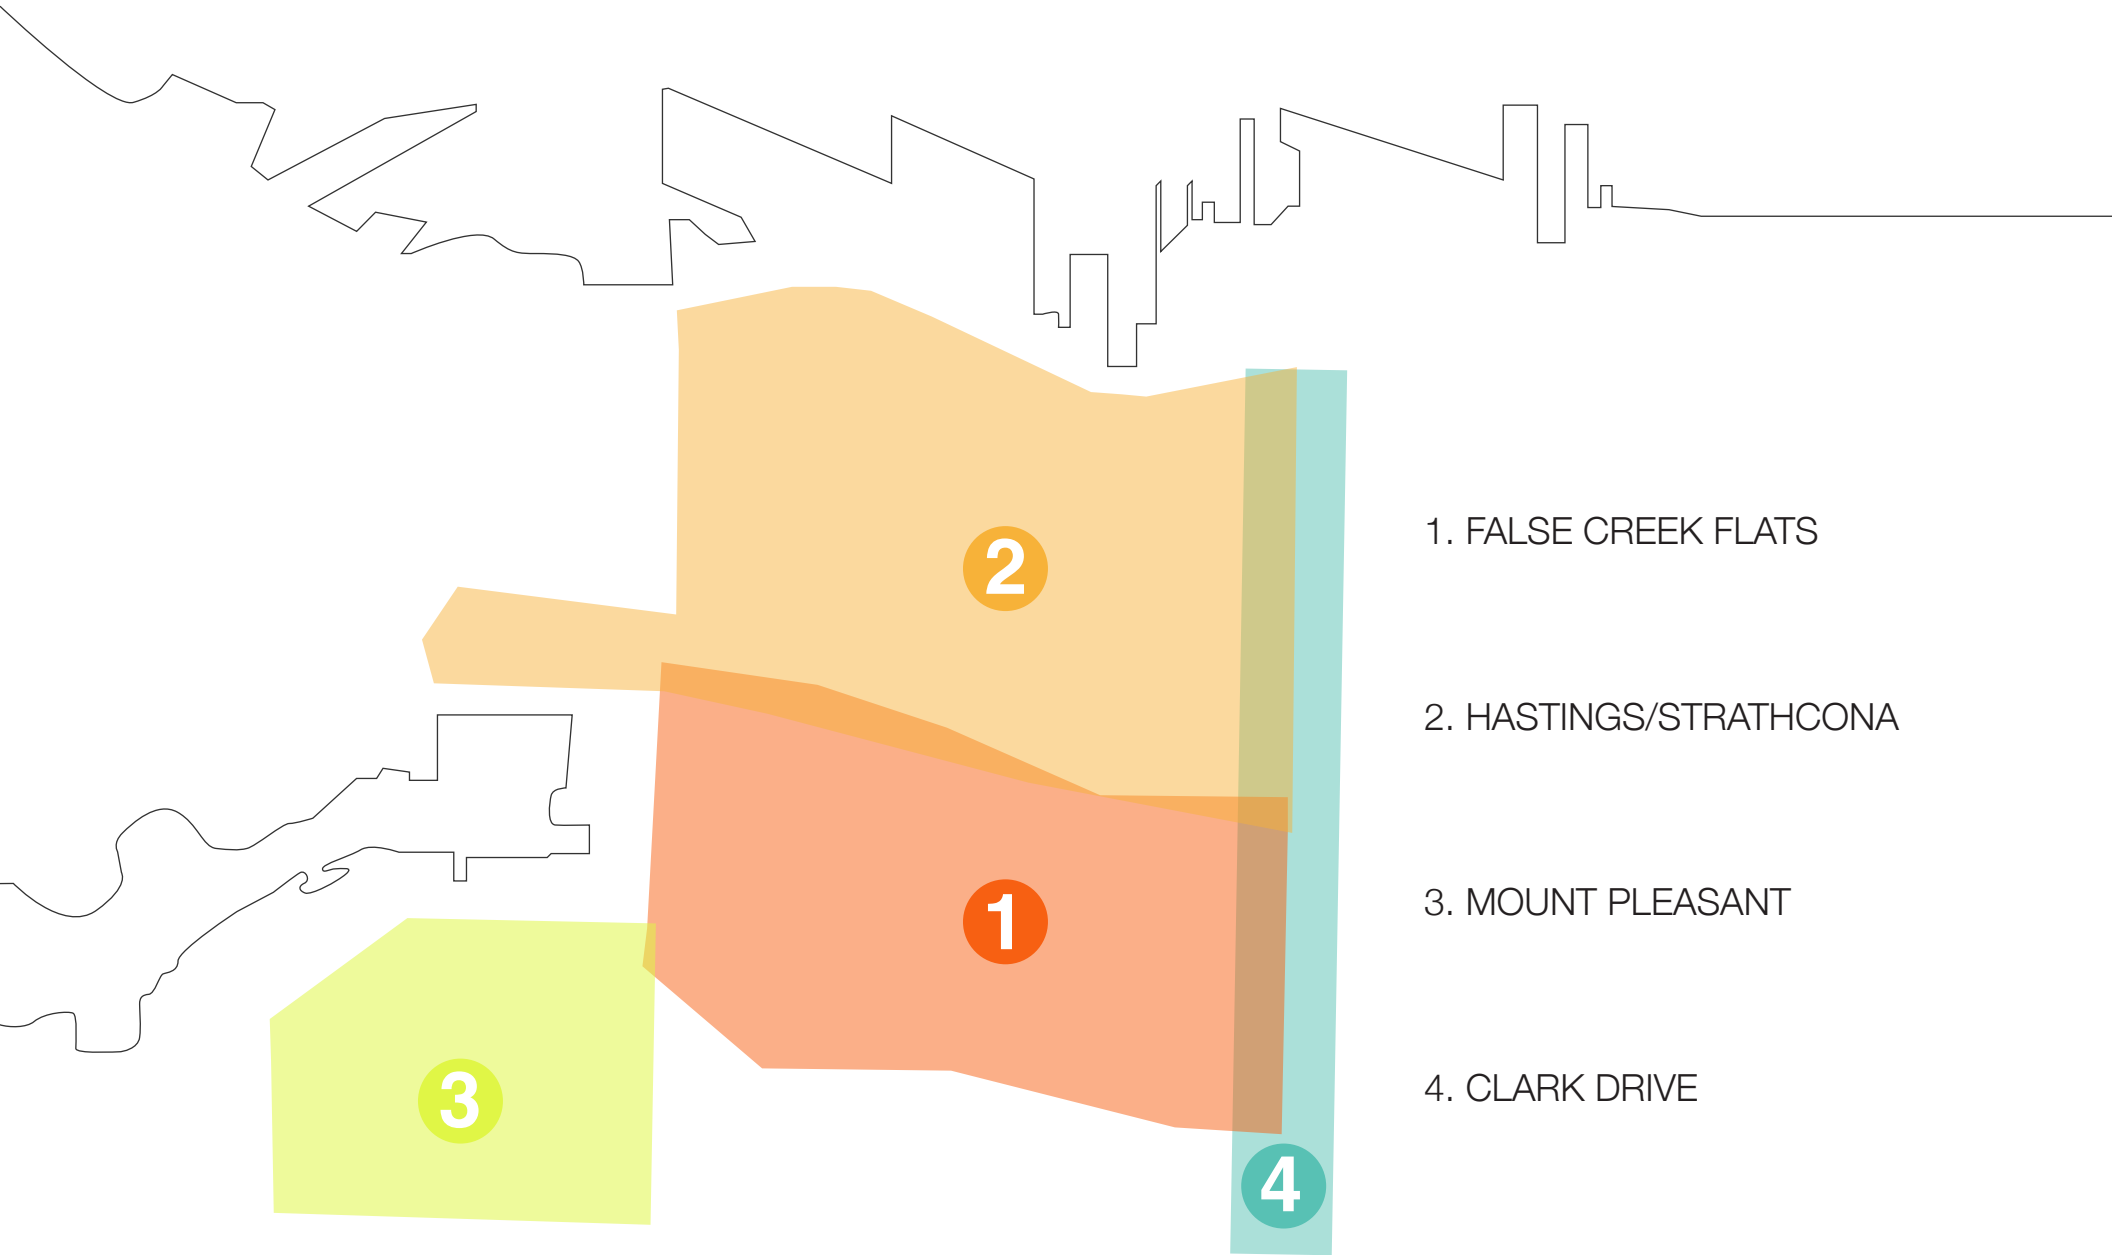 2
1. FALSE CREEK FLATS
2. HASTINGS/STRATHCONA
1
3. MOUNT PLEASANT
3
4. CLARK DRIVE
4